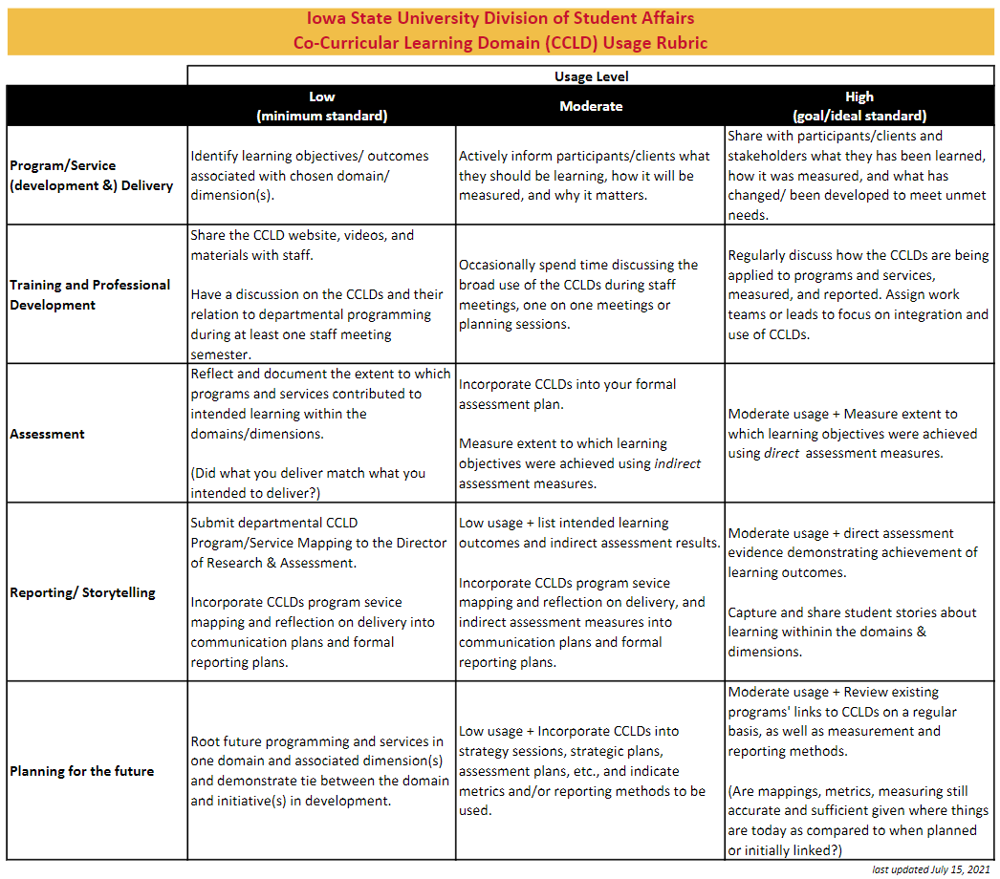 Iowa State University Division of Student Affairs
Co-Curricular Learning Domain (CCLD) Usage Rubric
Usage Level
Low
(minimum standard)
Moderate
High
(goal/ideal standard)
Program/Service
(development &) Delivery
Identify learning objectives/ outcomes
associated with chosen domain/
dimension(s).
Actively inform participants/clients what
they should be learning, how it will be
measured, and why it matters.
Share with participants/clients and
stakeholders what they has been learned,
how it was measured, and what has
changed/ been developed to meet unmet
needs.
Training and Professional
Development
Share the CCLD website, videos, and
materials with staff.
Have a discussion on the CCLDs and their
relation to departmental programming
during at least one staff meeting
semester.
Occasionally spend time discussing the
broad use of the CCLDs during staff
meetings, one on one meetings or
planning sessions.
Regularly discuss how the CCLDs are being
applied to programs and services,
measured, and reported. Assign work
teams or leads to focus on integration and
use of CCLDs.
Assessment
Reflect and document the extent to which
programs and services contributed to
intended learning within the
domains/dimensions.
(Did what you deliver match what you
intended to deliver?)
Incorporate CCLDs into your formal
assessment plan.
Measure extent to which learning
objectives were achieved using indirect
assessment measures.
Moderate usage + Measure extent to
which learning objectives were achieved
using direct assessment measures.
Reporting/ Storytelling
Submit departmental CCLD
Program/Service Mapping to the Director
of Research & Assessment.
Incorporate CCLDs program sevice
mapping and reflection on delivery into
communication plans and formal
reporting plans.
Low usage + list intended learning
outcomes and indirect assessment results.
Incorporate CCLDs program sevice
mapping and reflection on delivery, and
indirect assessment measures into
communication plans and formal
reporting plans.
Moderate usage + direct assessment
evidence demonstrating achievement of
learning outcomes.
Capture and share student stories about
learning withinin the domains &
dimensions.
Planning for the future
Root future programming and services in
one domain and associated dimension(s)
and demonstrate tie between the domain
and initiative(s) in development.
Low usage + Incorporate CCLDs into
strategy sessions, strategic plans,
assessment plans, etc., and indicate
metrics and/or reporting methods to be
used.
Moderate usage + Review existing
programs' links to CCLDs on a regular
basis, as well as measurement and
reporting methods.
(Are mappings, metrics, measuring still
accurate and sufficient given where things
are today as compared to when planned
or initially linked?)
last updated July 15, 2021